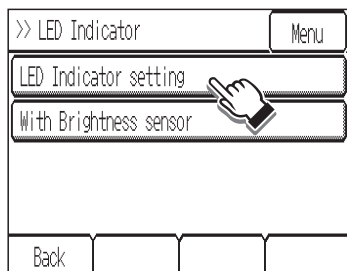 >> LED Indicator
Menu
LED Indicator setting
With Brightness sensor
Back